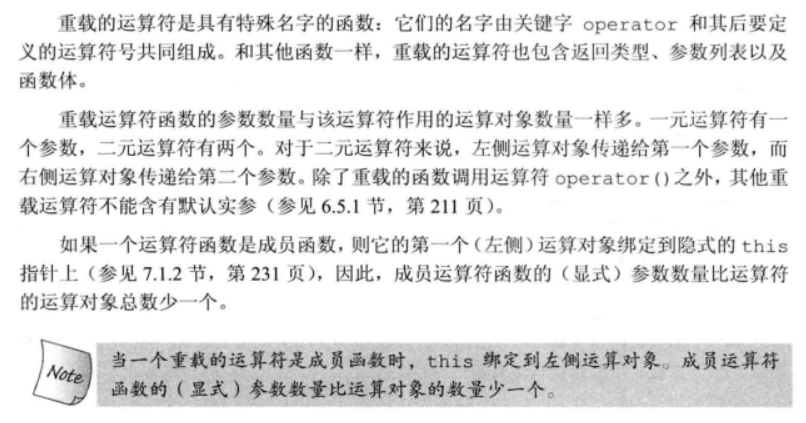 重载的运算符是具有特殊名字的函数：它们的名字由关键字 operator 和其后要定
义的运算符号共同组成。和其他函数一样，重载的运算符也包含返回类型、参数列表以及
函数体。
重载运算符函数的参数数量与该运算符作用的运算对象数量一样多。一元运算符有一
个参数，二元运算符有两个。对于二元运算符来说，左侧运算对象传递给第一个参数，而
右侧运算对象传递给第二个参数。除了重载的函数调用运算符 operator()之外，其他重
载运算符不能含有默认实参（参见 6.5.1 节，第 211 页）。
如果一个运算符函数是成员函数，则它的第一个（左侧）运算对象绑定到隐式的 this
指针上（参见 7.1.2 节，第 231 页），因此，成员运算符函数的（显式）参数数量比运算符
的运算对象总数少一个。
Note
当一个重载的运算符是成员函数时，this 绑定到左侧运算对象。成员运算符
函数的（显式）参数数量比运算对象的数量少一个。